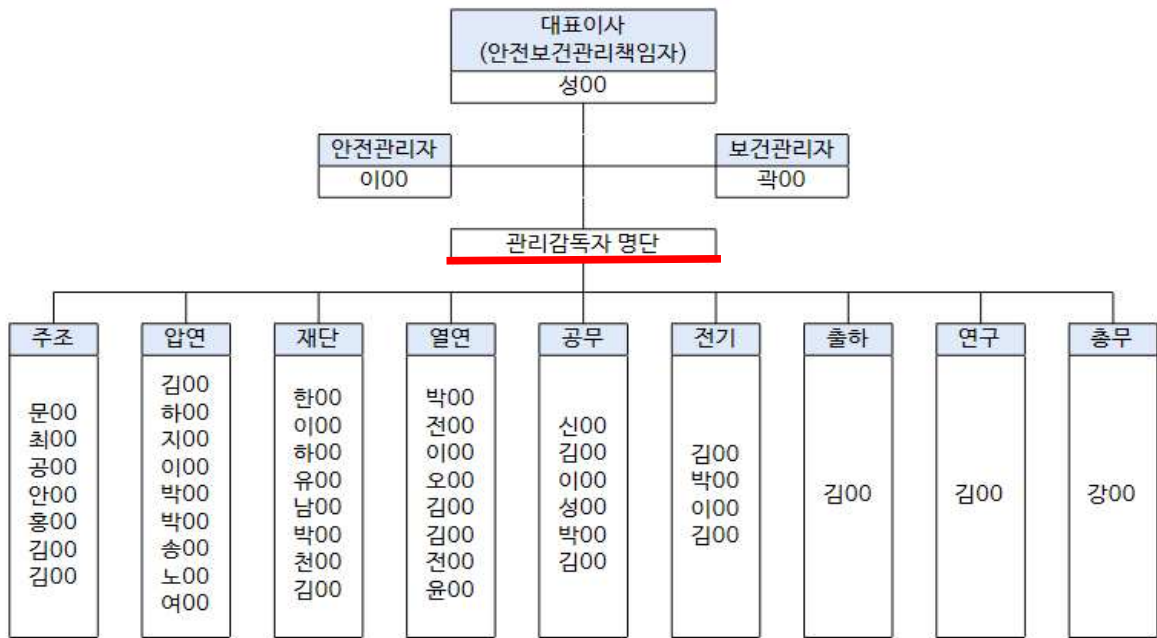 대표이사
(안전보건관리책임자)
성00
안전관리자
이00
보건관리자
곽00
관리감독자 명단
주조
문00
최00
공00
안00
홍00
김00
김00
압연
김00
하00
지00
이00
박00
박00
송00
노00
여00
재단
한00
이00
하00
유00
남00
박00
천00
김00
열연
박00
전00
이00
오00
김00
김00
전00
윤00
공무
신00
김00
이00
성00
박00
김00
전기
김00
박00
이00
김00
출하
김00
연구
김00
총무
강00